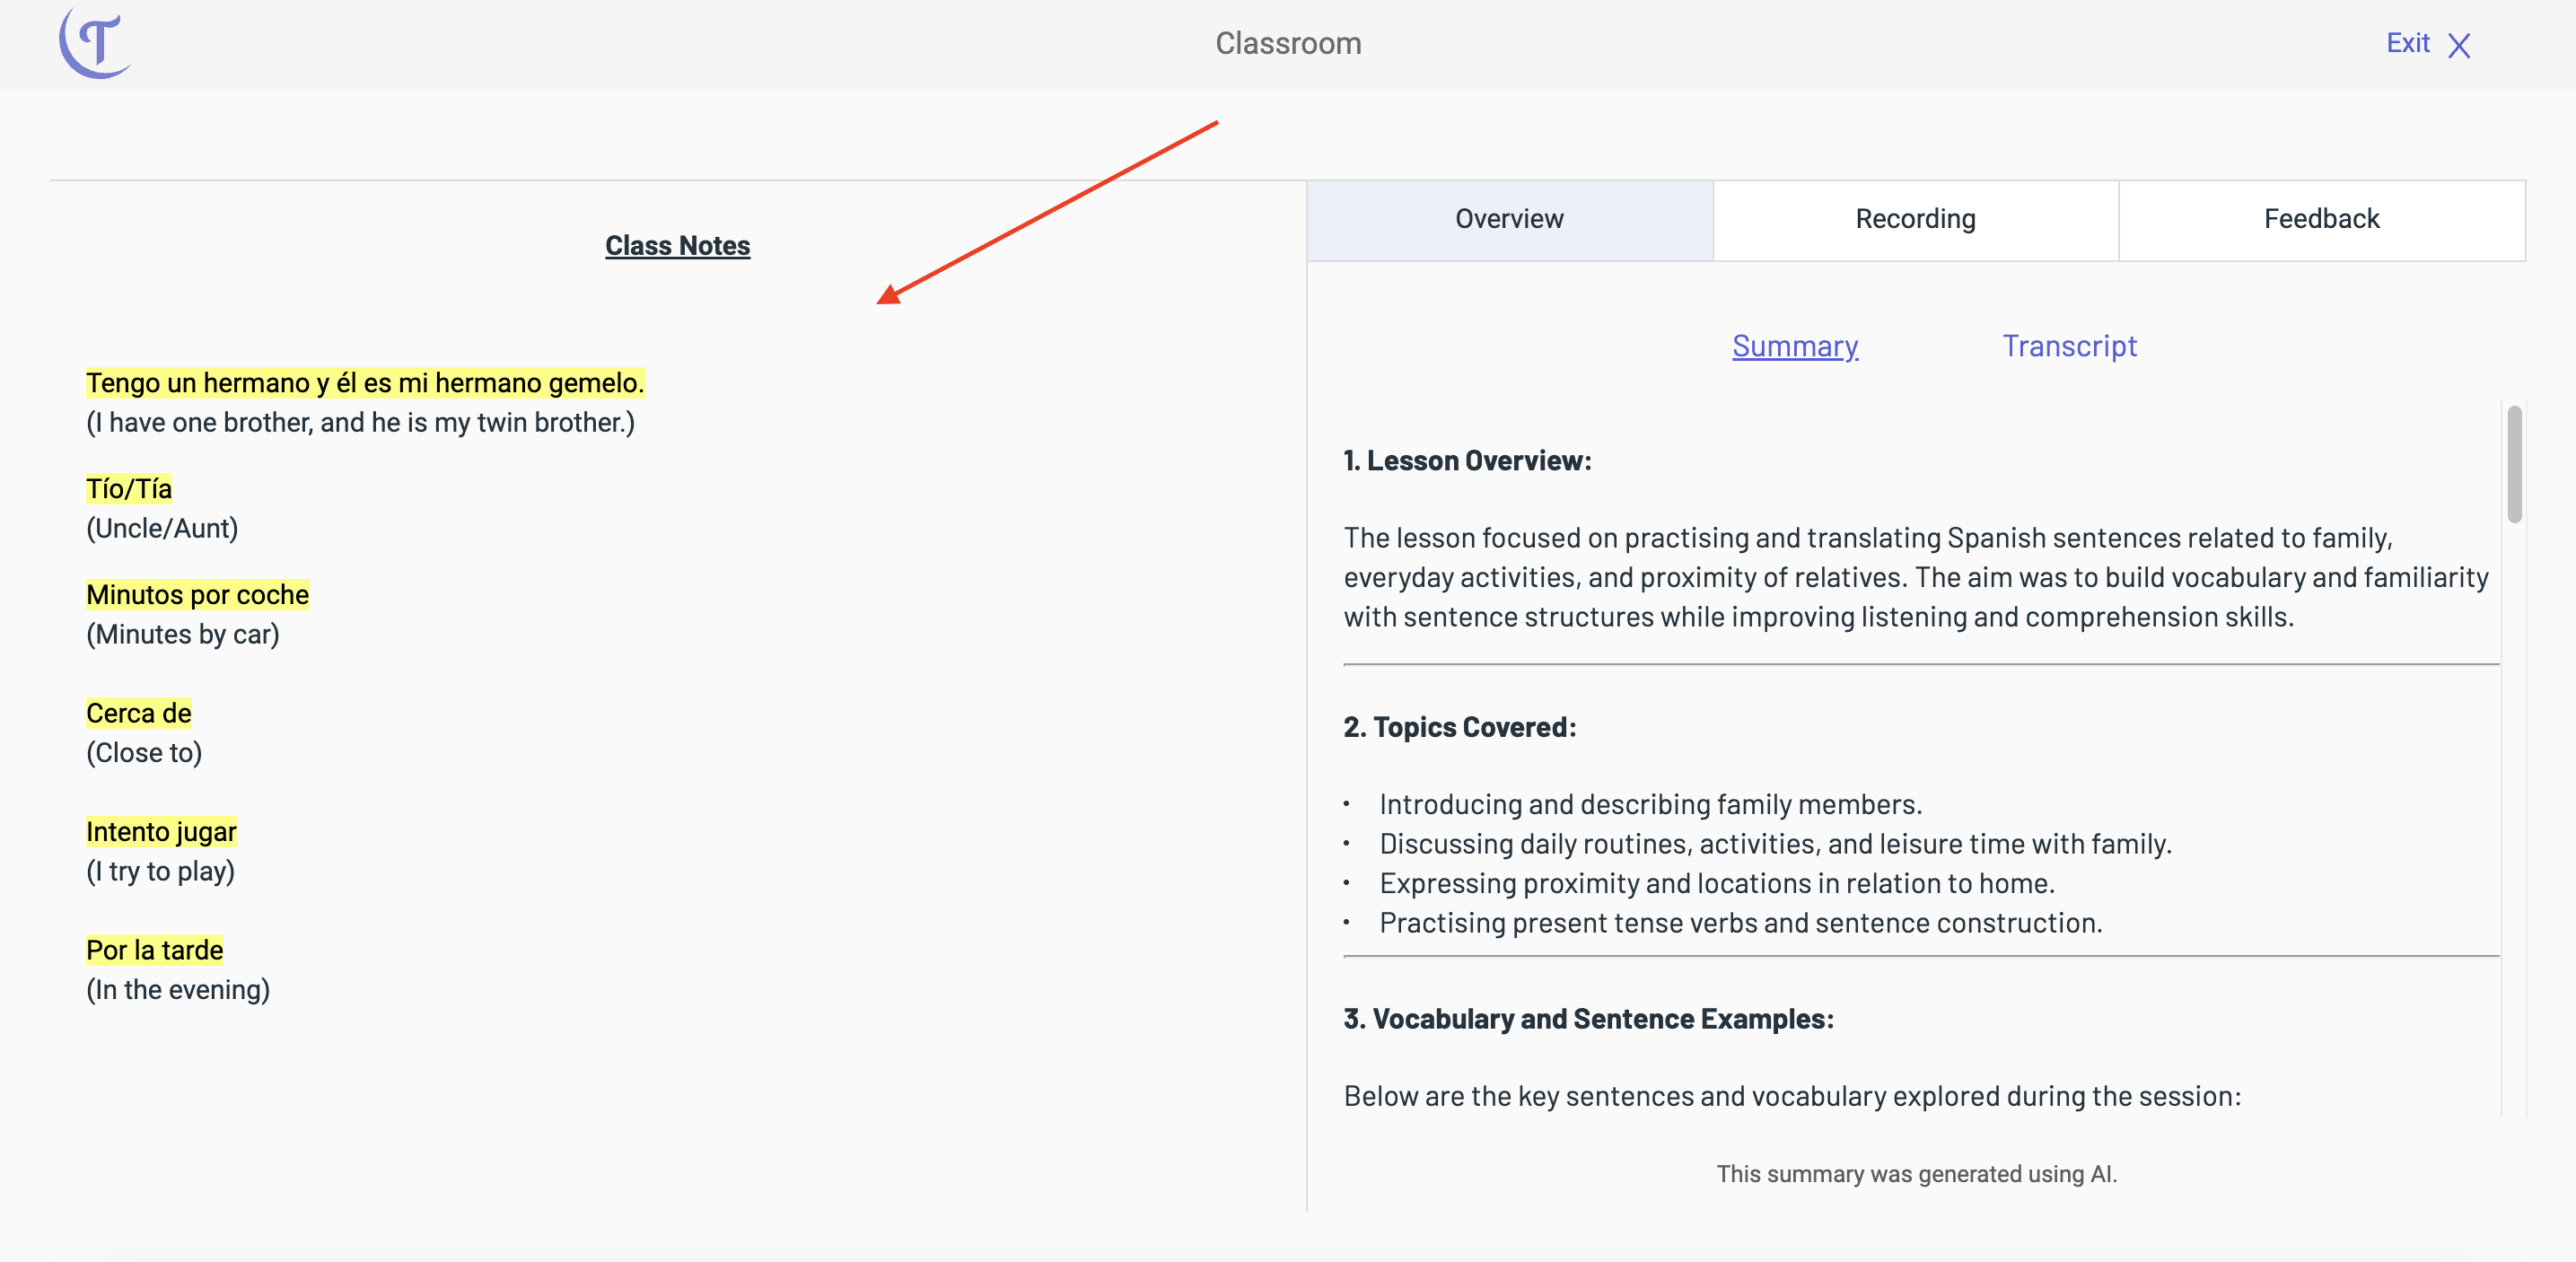 T
Classroom
Exit
Class Notes
Tengo un hermano y él es mi hermano gemelo.
(I have one brother, and he is my twin brother.)
Tío/Tía
(Uncle/Aunt)
Minutos por coche
(Minutes by car)
Cerca de
(Close to)
Intento jugar
(I try to play)
Por la tarde
(In the evening)
Overview
Recording
Feedback
Summary
Transcript
1. Lesson Overview:
The lesson focused on practising and translating Spanish sentences related to family,
everyday activities, and proximity of relatives. The aim was to build vocabulary and familiarity
with sentence structures while improving listening and comprehension skills.
2. Topics Covered:
• Introducing and describing family members.
• Discussing daily routines, activities, and leisure time with family.
• Expressing proximity and locations in relation to home.
• Practising present tense verbs and sentence construction.
3. Vocabulary and Sentence Examples:
Below are the key sentences and vocabulary explored during the session:
This summary was generated using AI.